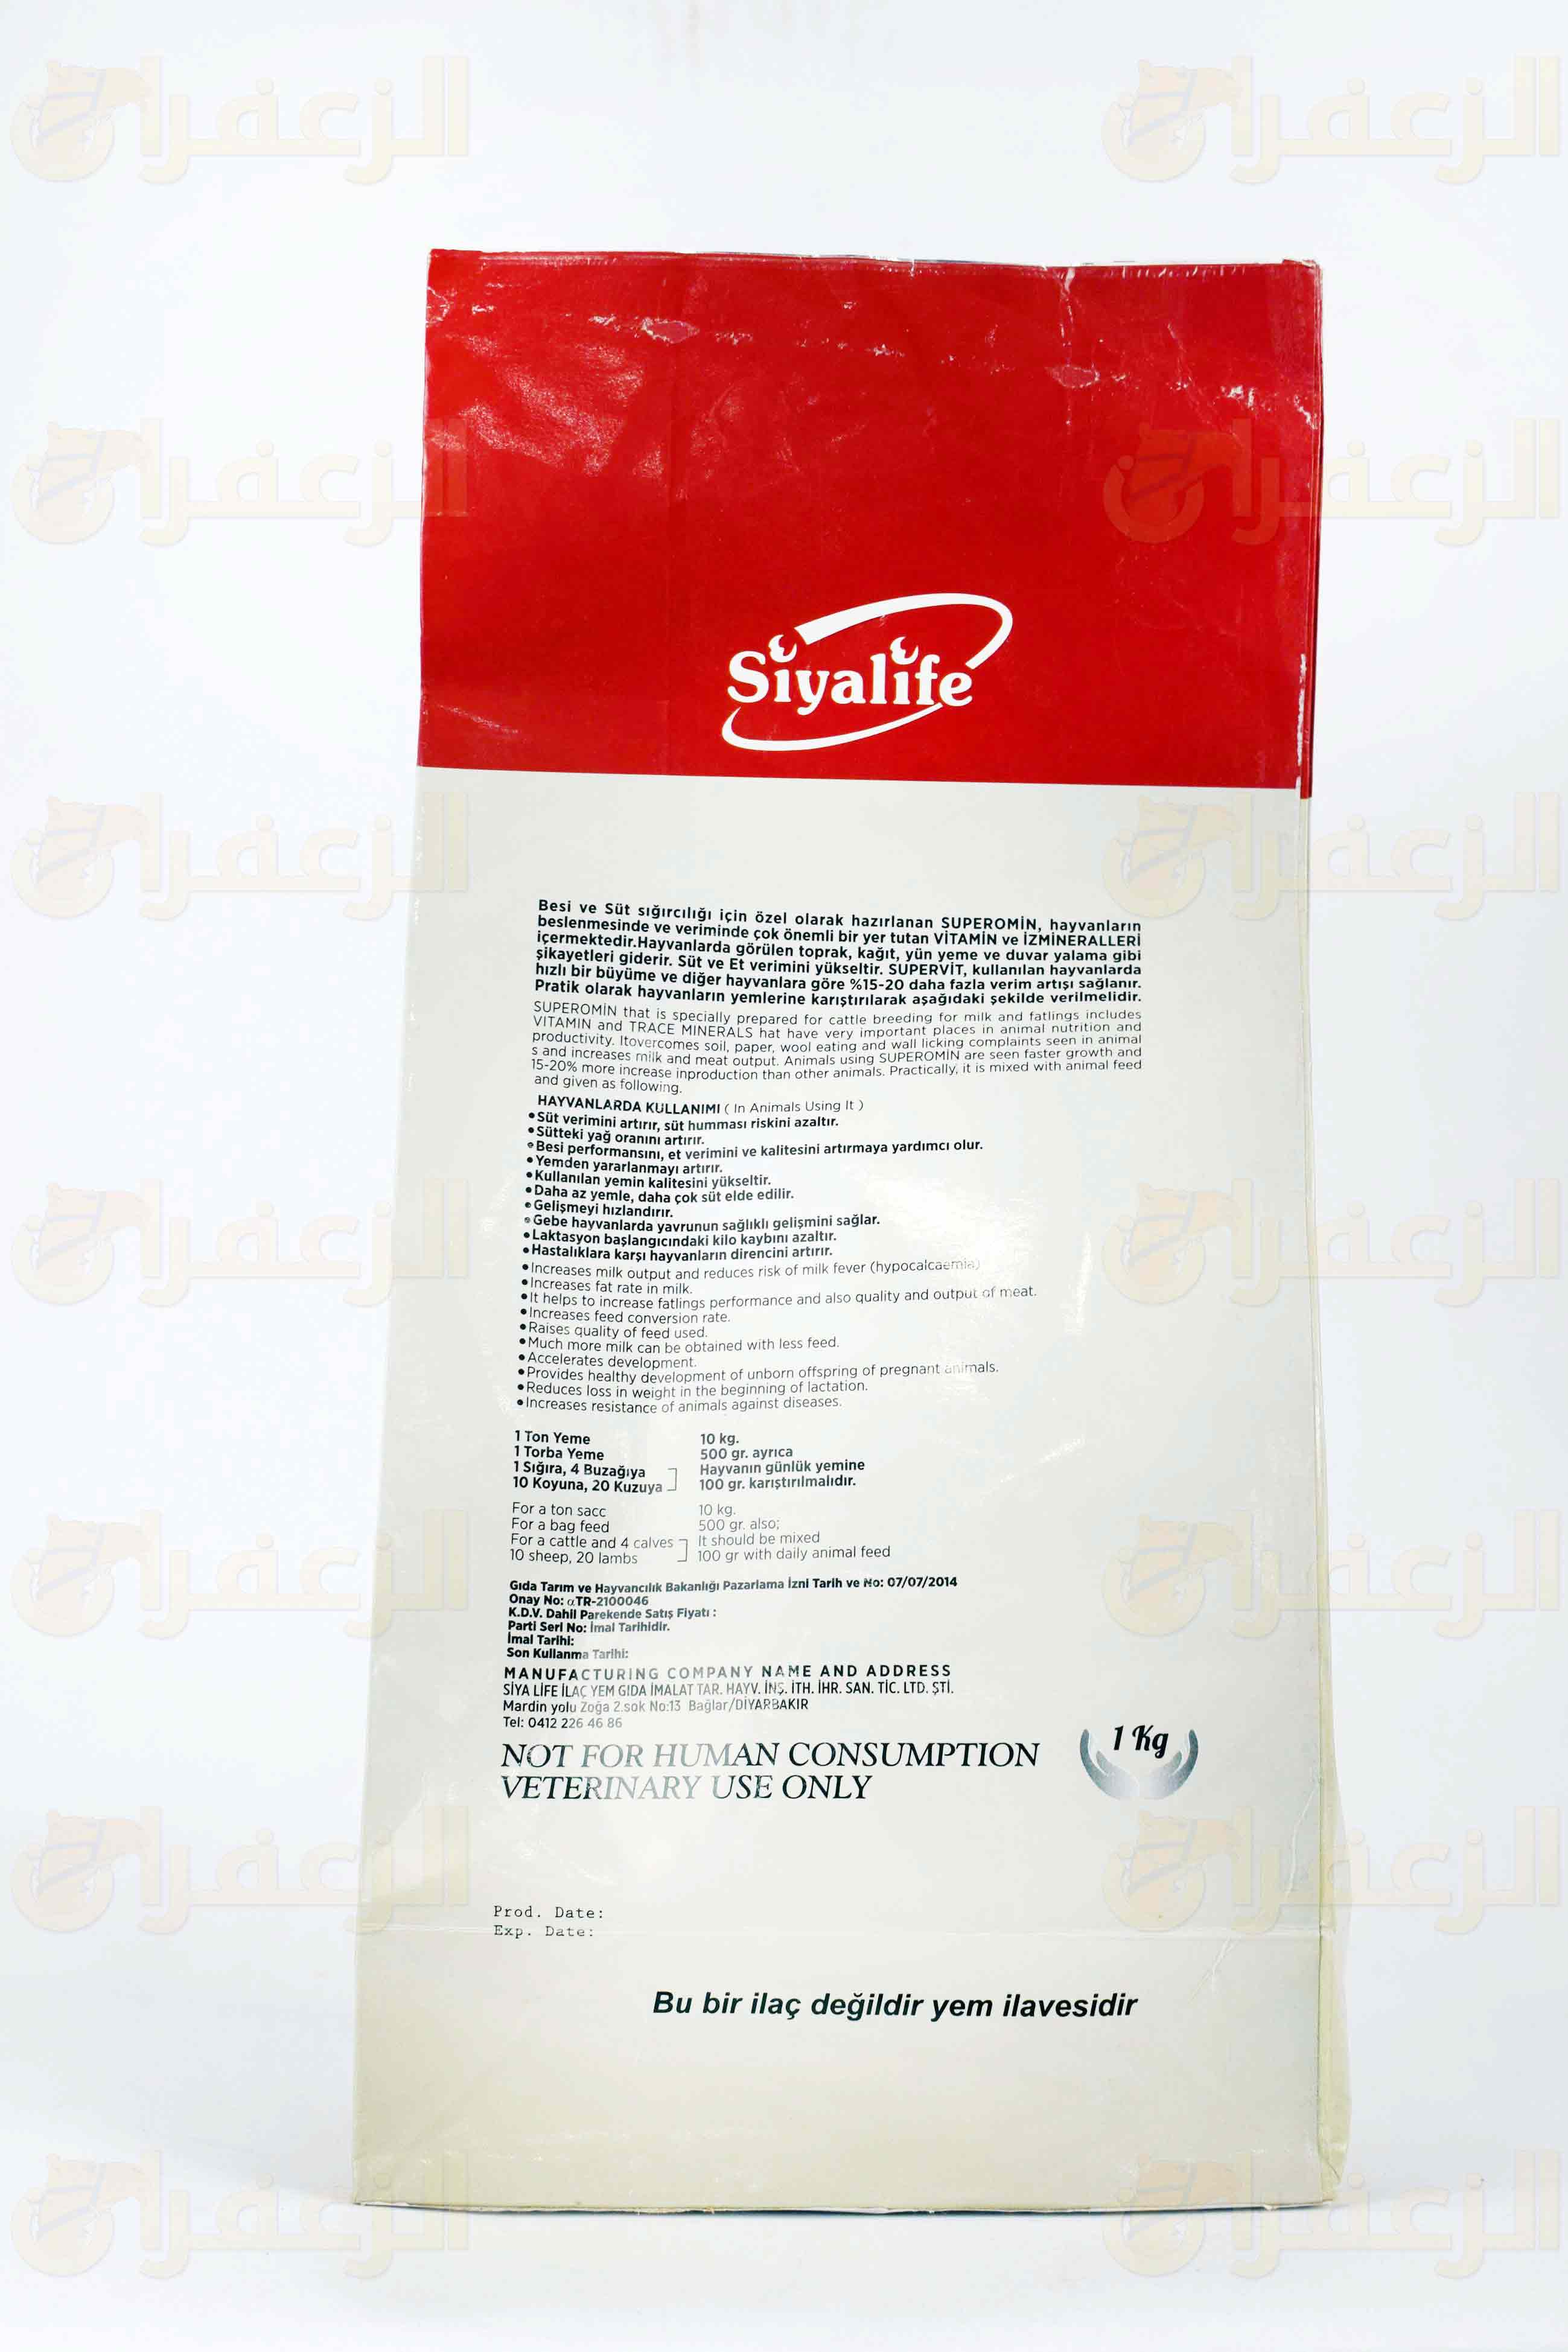 Siyalife
Besi ve Süt sığırcılığı için özel olarak hazırlanan SUPEROMİN, hayvanların
beslenmesinde ve veriminde çok önemli bir yer tutan VİTAMİN ve İZMİNERALLERİ
içermektedir.Hayvanlarda görülen toprak, kağıt, yün yeme ve duvar yalama gibi
şikayetleri giderir. Süt ve Et verimini yükseltir. SUPERVİT, kullanılan hayvanlarda
hızlı bir büyüme ve diğer hayvanlara göre %15-20 daha fazla verim artışı sağlanır.
Pratik olarak hayvanların yemlerine karıştırılarak aşağıdaki şekilde verilmelidir.
SUPEROMİN that is specially prepared for cattle breeding for milk and fatlings includes
VITAMIN and TRACE MINERALS hat have very important places in animal nutrition and
productivity. Itovercomes soil, paper, wool eating and wall licking complaints seen in animal
s and increases milk and meat output. Animals using SUPEROMİN are seen faster growth and
15-20% more increase inproduction than other animals. Practically, it is mixed with animal feed
and given as following.
HAYVANLARDA KULLANIMI ( In Animals Using It )
•Süt verimini artırır, süt humması riskini azaltır.
•Sütteki yağ oranını artırır.
•Besi performansını, et verimini ve kalitesini artırmaya yardımcı olur.
•Yemden yararlanmayı artırır.
•Kullanılan yemin kalitesini yükseltir.
•Daha az yemle, daha çok süt elde edilir.
•Gelişmeyi hızlandırır.
•Gebe hayvanlarda yavrunun sağlıklı gelişmini sağlar.
•Laktasyon başlangıcındaki kilo kaybını azaltır.
•Hastalıklara karşı hayvanların direncini artırır.
•Increases milk output and reduces risk of milk fever (hypocalcaemia)
•Increases fat rate in milk.
•It helps to increase fatlings performance and also quality and output of meat.
•Increases feed conversion rate.
•Raises quality of feed used.
•Much more milk can be obtained with less feed.
•Accelerates development.
•Provides healthy development of unborn offspring of pregnant animals.
•Reduces loss in weight in the beginning of lactation.
•Increases resistance of animals against diseases.
1 Ton Yeme 10 kg.
1 Torba Yeme 500 gr. ayrıca
1 Sığıra, 4 Buzağıya Hayvanın günlük yemine
10 Koyuna, 20 Kuzuya 100 gr. karıştırılmalıdır.
For a ton sacc 10 kg.
For a bag feed 500 gr. also;
For a cattle and 4 calves It should be mixed
10 sheep, 20 lambs 100 gr with daily animal feed
Gıda Tarım ve Hayvancılık Bakanlığı Pazarlama İzni Tarih ve No: 07/07/2014
Onay No: αTR-2100046
K.D.V. Dahil Parekende Satış Fiyatı :
Parti Seri No: İmal Tarihidir.
İmal Tarihi:
Son Kullanma Tarihi:
MANUFACTURING COMPANY NAME AND ADDRESS
SİYA LİFE İLAÇ YEM GIDA İMALAT TAR. HAYV. İNŞ. İTH. İHR. SAN. TİC. LTD. ŞTİ.
Mardin yolu Zoğa 2.sok No:13 Bağlar/DİYARBAKIR
Tel: 0412 226 46 86
NOT FOR HUMAN CONSUMPTION
VETERINARY USE ONLY
1 Kg
Prod. Date:
Exp. Date:
Bu bir ilaç değildir yem ilavesidir
الزعفران